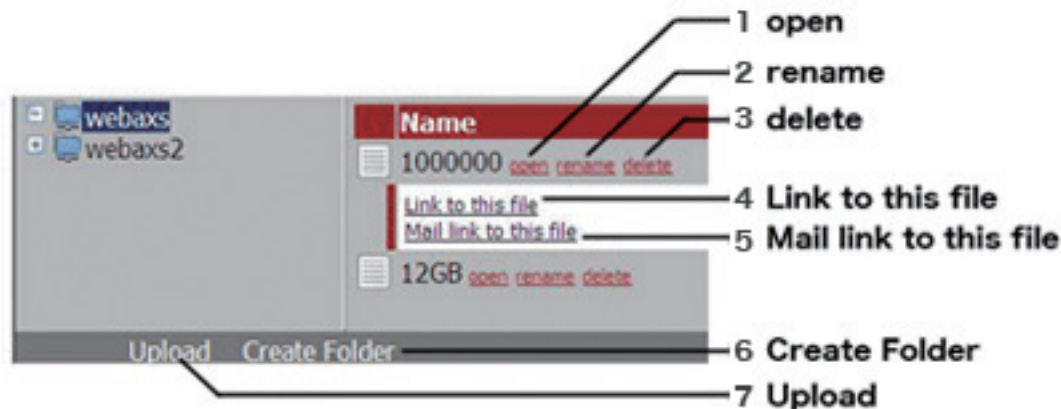 1 open
2 rename
webaxs
Name
3 delete
webaxs2
1000000 open rename delete
Link to this file
4 Link to this file
Mail link to this file
5 Mail link to this file
12GB open rename delete
Upload Create Folder
6 Create Folder
7 Upload